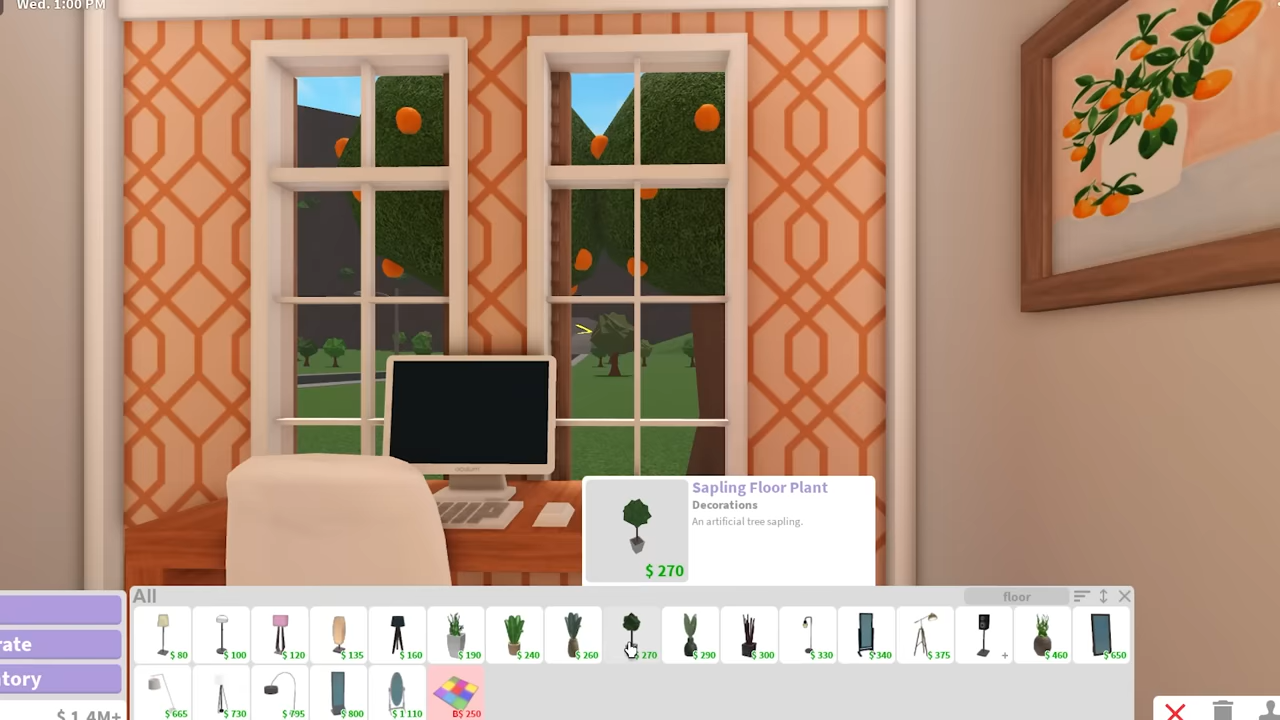 Wed. 1:00 PM
Sapling Floor Plant
Decorations
An artificial tree sapling.
$ 270
All
floor
rate
$ 80
$ 100
$ 120
$ 135
$ 160
$ 190
$ 240
$ 260
$ 270
$ 290
$ 300
$ 330
$ 340
$ 375
+
$ 460
$ 650
tory
$ 665
$ 730
$ 795
$ 800
$ 1 110
B$ 250
$ 1.4M+